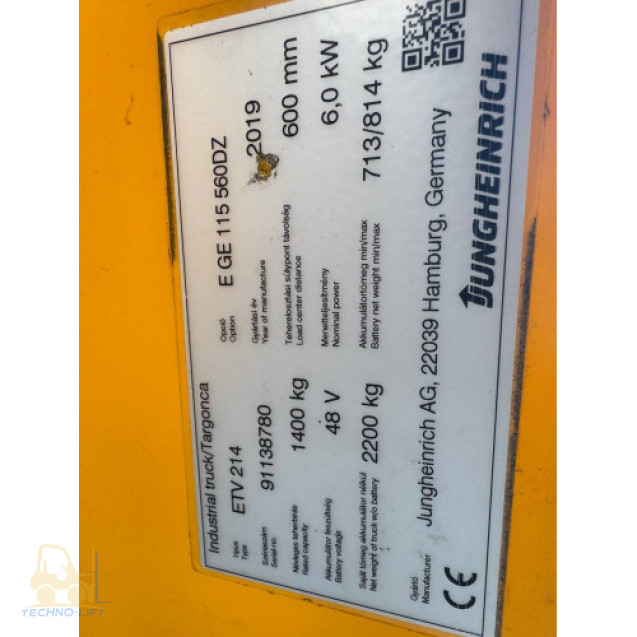 Industrial truck/Targonca
Típus
Type
ETV 214
Opció
Option
E GE 115 560DZ
Szériaszám
Serial-no.
91138780
Gyártási év
Year of manufacture
2019
Névleges teherbírás
Rated capacity
1400 kg
Teherelosztási súlypont távolság
Load center distance
600 mm
Akkumulátor feszültség
Battery voltage
48 V
Menetteljesítmény
Nominal power
6,0 kW
Saját tömeg akkumulátor nélkül
Net weight of truck w/o battery
2200 kg
Akkumulátortömeg min/max
Battery net weight min/max
713/814 kg
Gyártó
Manufacturer
Jungheinrich AG, 22039 Hamburg, Germany
CE
JUNGHEINRICH
TECHNO-LIFT